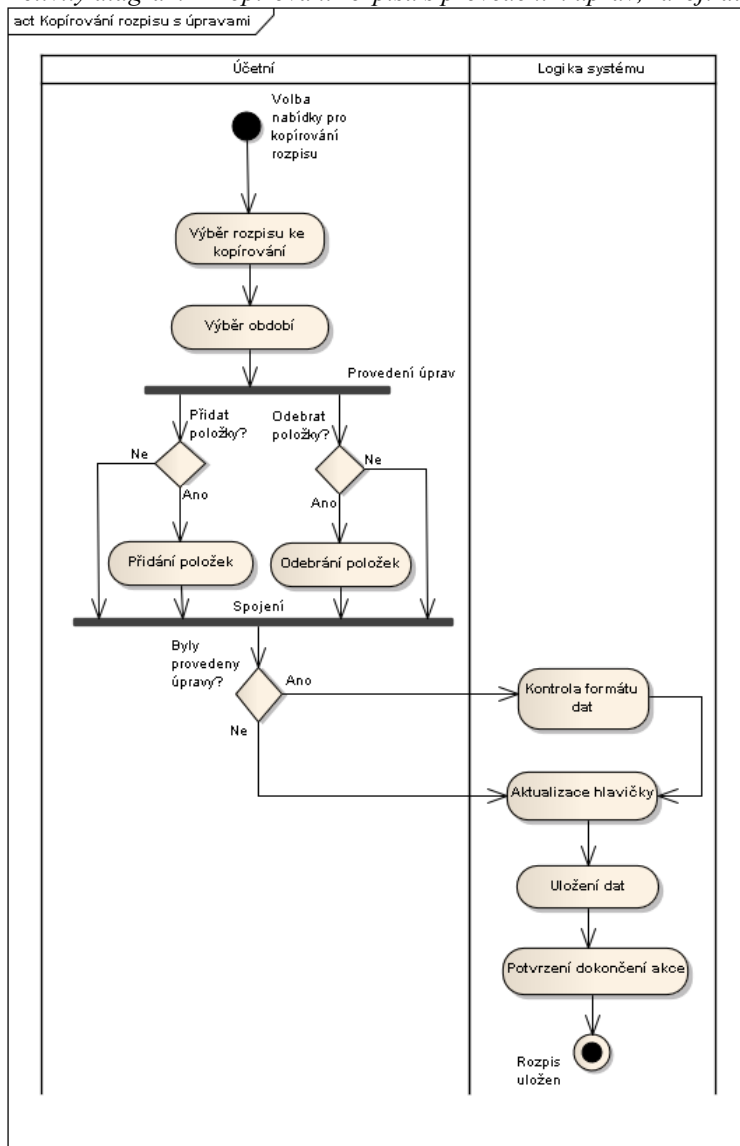 act Kopírování rozpisu s úpravami
Účetní
Logika systému
Volba
nabídky pro
kopírování
rozpisu
Výběr rozpisu ke
kopírování
Výběr období
Provedení úprav
Přidat
položky?
Odebrat
položky?
Ne
Ne
Ano
Ano
Přidání položek
Odebrání položek
Spojení
Byly
provedeny
úpravy?
Ano
Ne
Kontrola formátu
dat
Aktualizace hlavičky
Uložení dat
Potvrzení dokončení akce
Rozpis
uložen